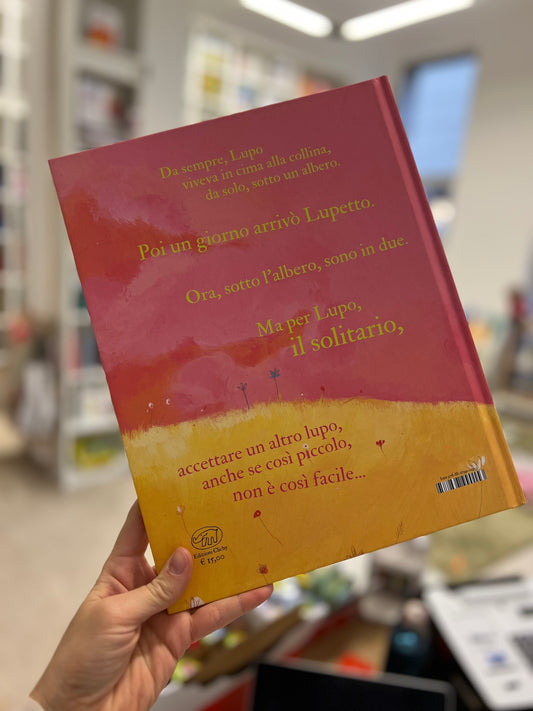 Da sempre, Lupo
viveva in cima alla collina,
da solo, sotto un albero.
Poi un giorno arrivò Lupetto.
Ora, sotto l'albero, sono in due.
Ma per Lupo,
il solitario,
accettare un altro lupo,
anche se così piccolo,
non è così facile...
Edizioni Clichy
€ 15,00